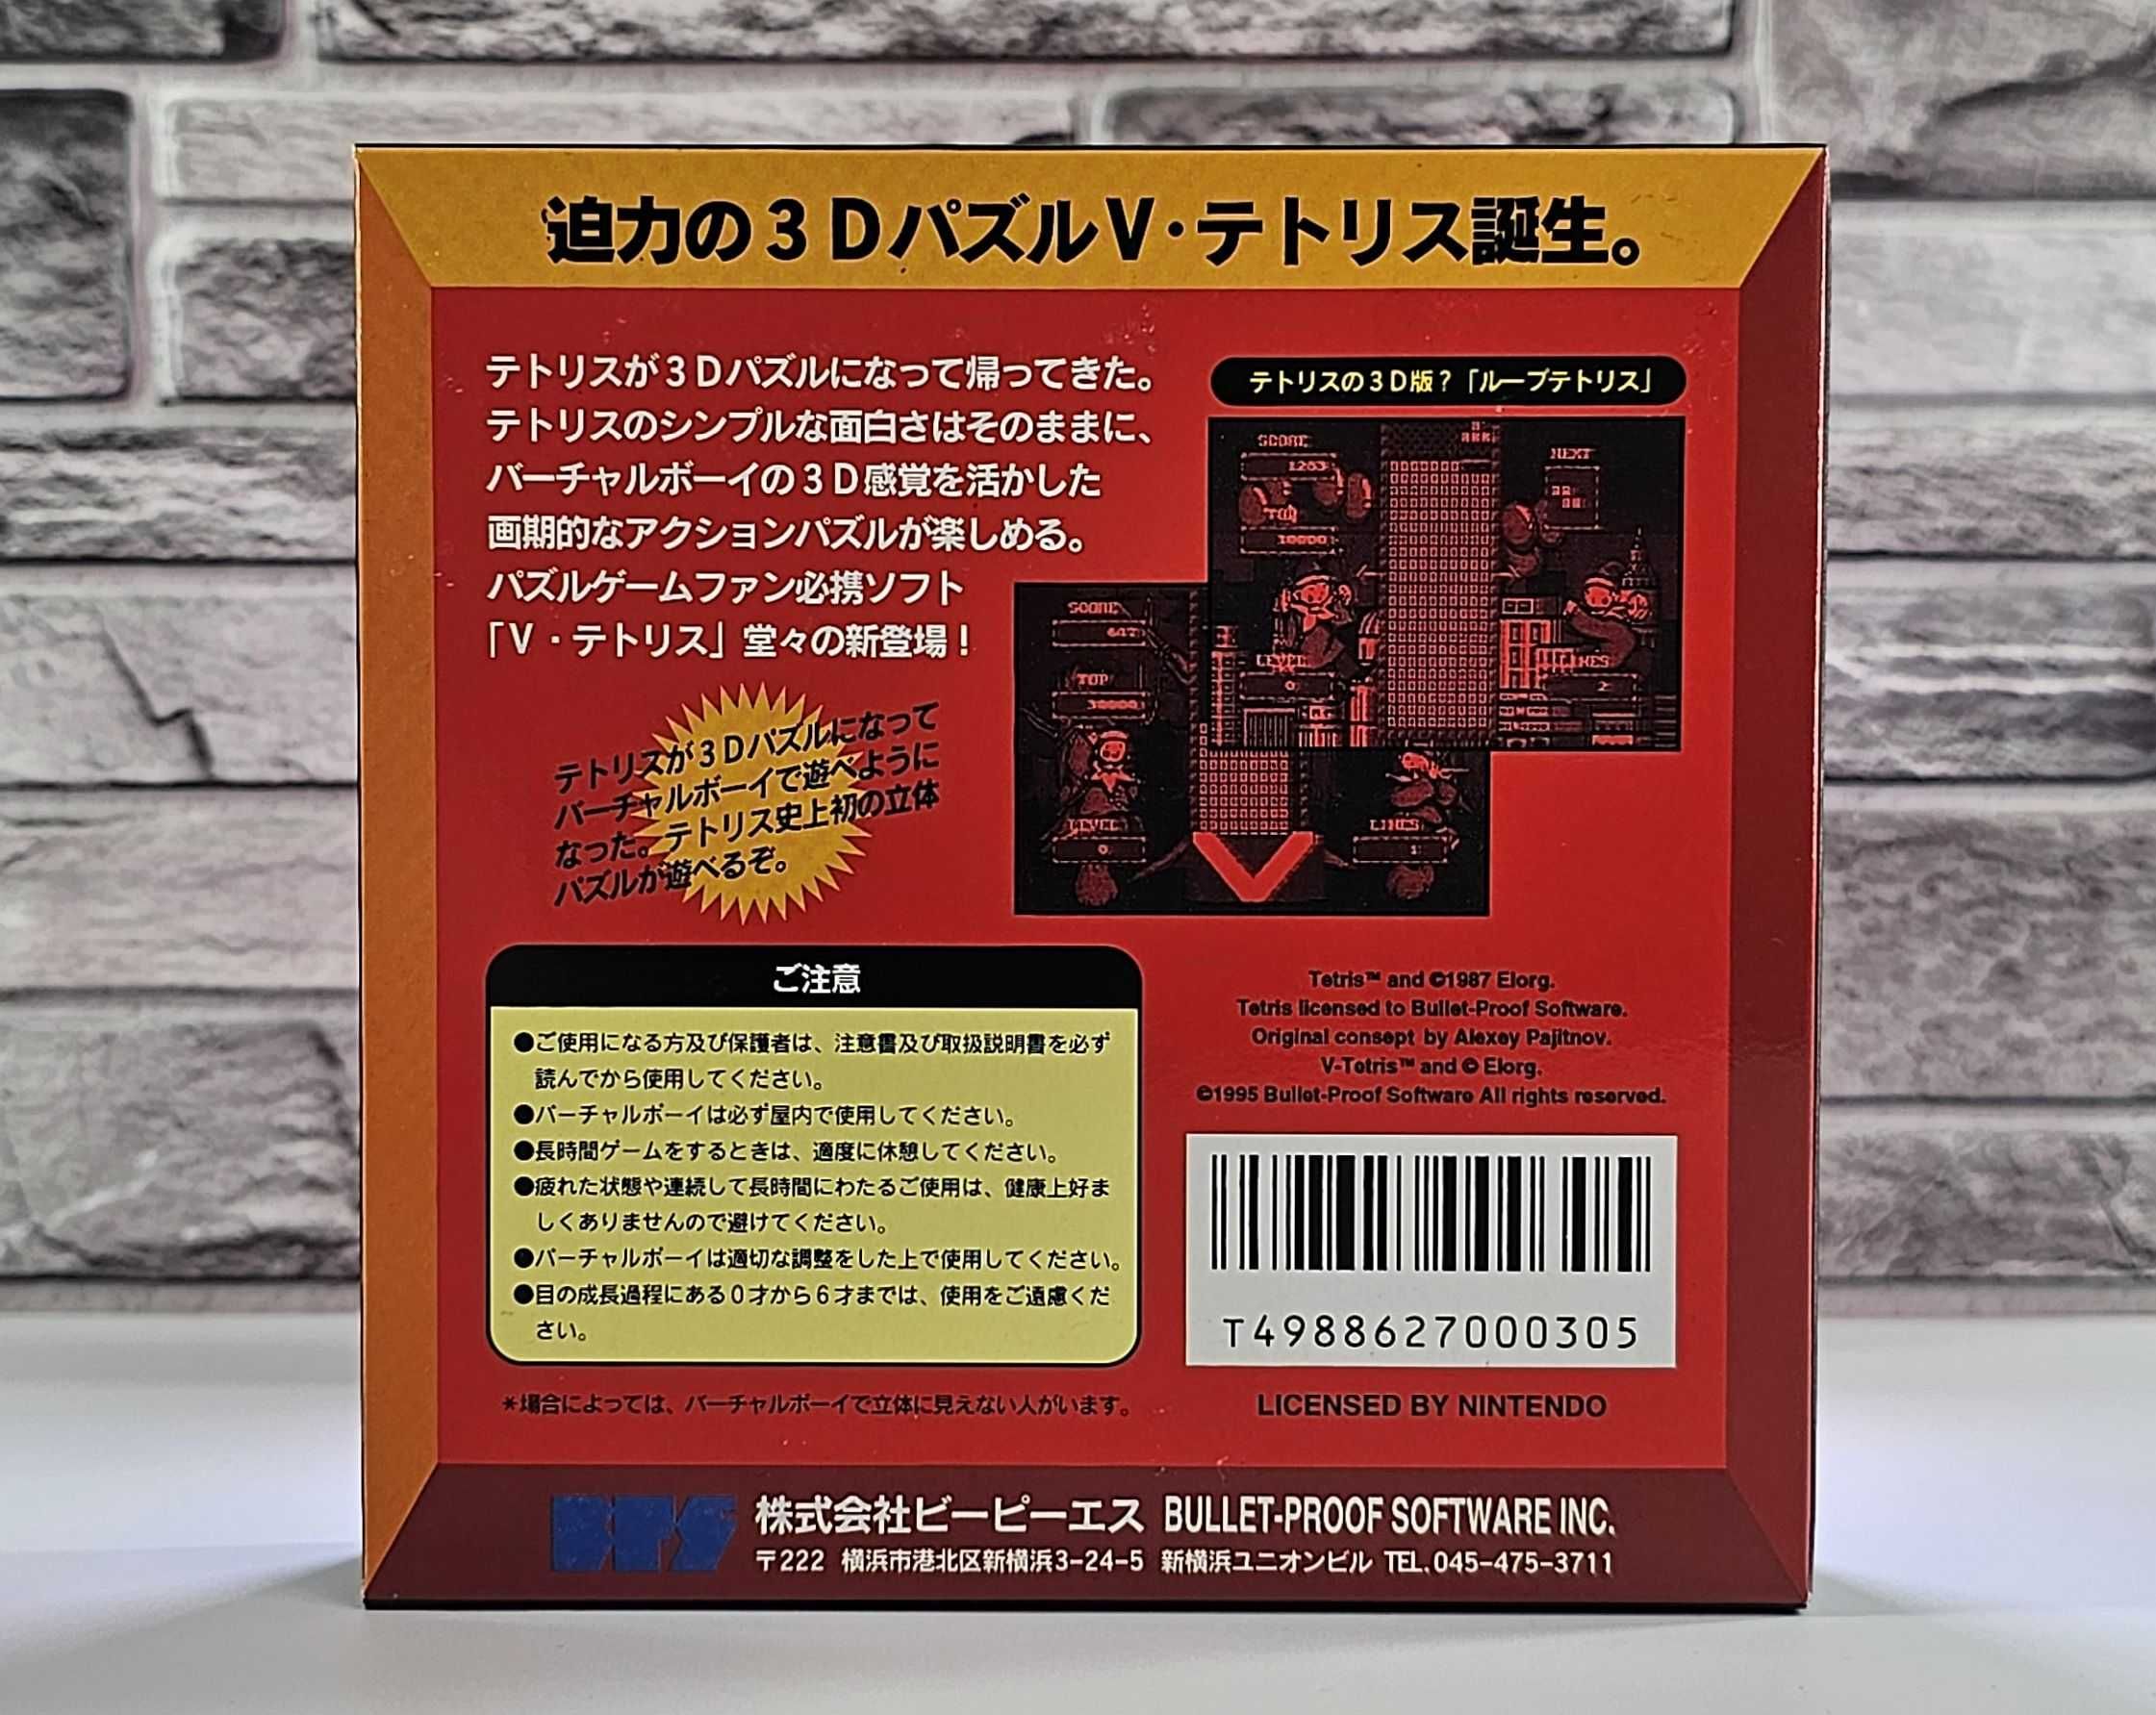 迫力の3DパズルV・テトリス誕生。
テトリスが3Dパズルになって帰ってきた。
テトリスのシンプルな面白さはそのままに、
バーチャルボーイの3D感覚を活かした
画期的なアクションパズルが楽しめる。
パズルゲームファン必携ソフト
「V・テトリス」堂々の新登場!
テトリスが3Dパズルになって
バーチャルボーイで遊べように
なった。テトリス史上初の立体
パズルが遊べるぞ。
テトリスの3D版?「ループテトリス」
SCORE
1203
TOP
10000
LEVEL
0
NEXT
LINES
2
SCORE
647
TOP
30000
LEVEL
0
LINES
1
ご注意
●ご使用になる方及び保護者は、注意書及び取扱説明書を必ず
読んでから使用してください。
●バーチャルボーイは必ず屋内で使用してください。
●長時間ゲームをするときは、適度に休憩してください。
●疲れた状態や連続して長時間にわたるご使用は、健康上好ま
しくありませんので避けてください。
●バーチャルボーイは適切な調整をした上で使用してください。
●目の成長過程にある0才から6才までは、使用をご遠慮くだ
さい。
*場合によっては、バーチャルボーイで立体に見えない人がいます。
Tetris™ and ©1987 Elorg.
Tetris licensed to Bullet-Proof Software.
Original consept by Alexey Pajitnov.
V-Tetris™ and © Elorg.
©1995 Bullet-Proof Software All rights reserved.
T4988627000305
LICENSED BY NINTENDO
BPS
株式会社ビーピーエス BULLET-PROOF SOFTWARE INC.
〒222 横浜市港北区新横浜3-24-5 新横浜ユニオンビル TEL.045-475-3711